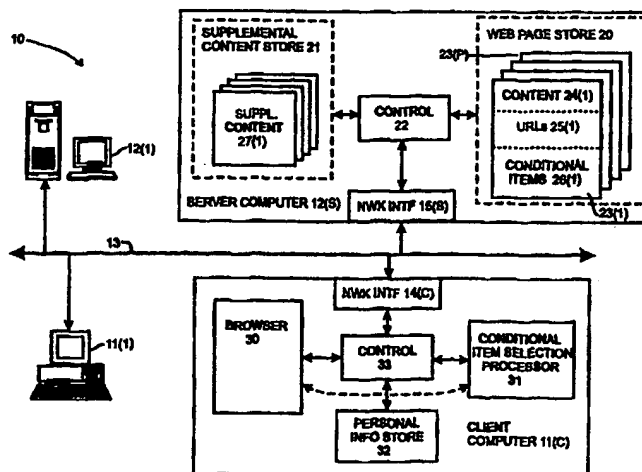 10
12(1)
SUPPLEMENTAL
CONTENT STORE 21
SUPPL.
CONTENT
27(1)
CONTROL
22
WEB PAGE STORE 20
23(P)
CONTENT 24(1)
URLs 25(1)
CONDITIONAL
ITEMS 26(1)
23(1)
SERVER COMPUTER 12(S)
NWK INTF 15(S)
13
11(1)
NWK INTF 14(C)
BROWSER
30
CONTROL
33
CONDITIONAL
ITEM SELECTION
PROCESSOR
31
PERSONAL
INFO STORE
32
CLIENT
COMPUTER 11(C)